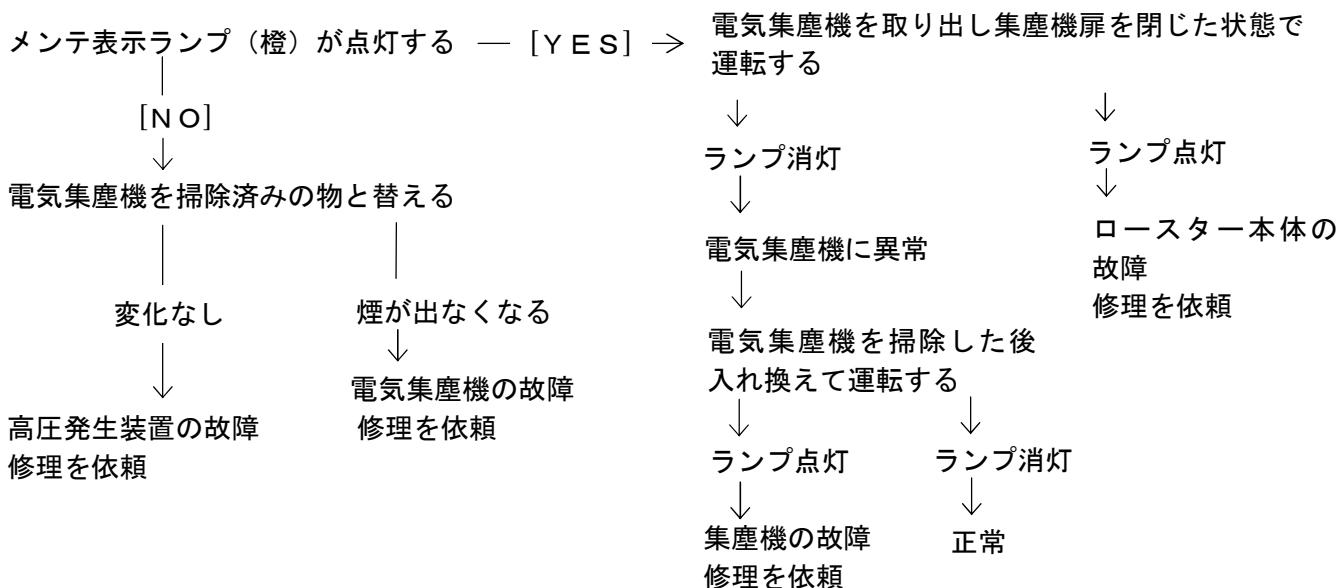 メンテ表示ランプ（橙）が点灯する ― [ＹＥＳ] → 電気集塵機を取り出し集塵機扉を閉じた状態で
運転する
[ＮＯ]
電気集塵機を掃除済みの物と替える
変化なし
煙が出なくなる
高圧発生装置の故障
修理を依頼
電気集塵機の故障
修理を依頼
ランプ消灯
電気集塵機に異常
電気集塵機を掃除した後
入れ換えて運転する
ランプ点灯
集塵機の故障
修理を依頼
ランプ消灯
正常
ランプ点灯
ロースター本体の
故障
修理を依頼